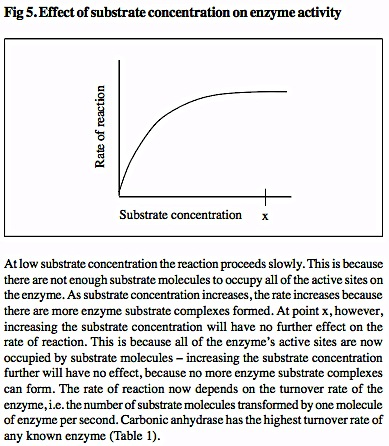 Fig 5. Effect of substrate concentration on enzyme activity
Rate of reaction
Substrate concentration x
At low substrate concentration the reaction proceeds slowly. This is because
there are not enough substrate molecules to occupy all of the active sites on
the enzyme. As substrate concentration increases, the rate increases because
there are more enzyme substrate complexes formed. At point x, however,
increasing the substrate concentration will have no further effect on the
rate of reaction. This is because all of the enzyme's active sites are now
occupied by substrate molecules – increasing the substrate concentration
further will have no effect, because no more enzyme substrate complexes
can form. The rate of reaction now depends on the turnover rate of the
enzyme, i.e. the number of substrate molecules transformed by one molecule
of enzyme per second. Carbonic anhydrase has the highest turnover rate of
any known enzyme (Table 1).